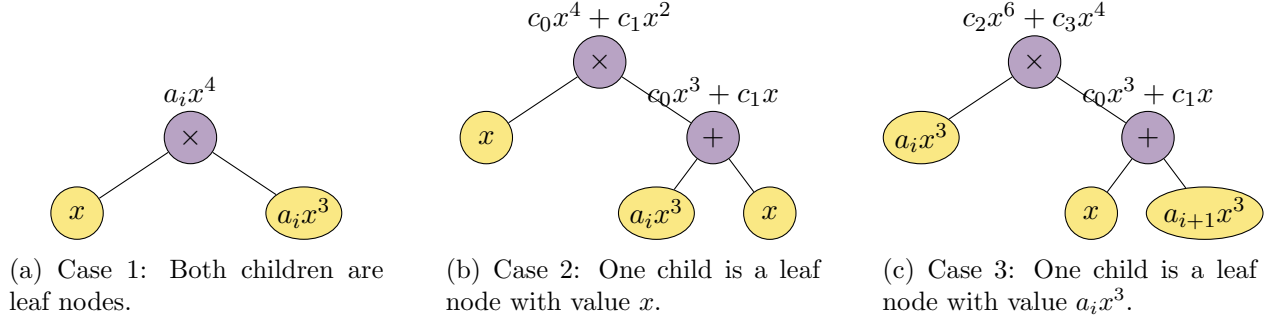 a_i x^4
×
x
a_i x^3
(a) Case 1: Both children are
leaf nodes.
c_0 x^4 + c_1 x^2
×
c_0 x^3 + c_1 x
x
+
a_i x^3
x
(b) Case 2: One child is a leaf
node with value x.
c_2 x^6 + c_3 x^4
×
c_0 x^3 + c_1 x
a_i x^3
+
x
a_{i+1} x^3
(c) Case 3: One child is a leaf
node with value a_i x^3.